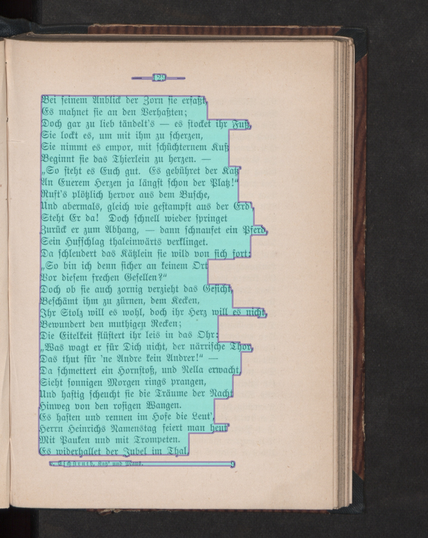 Bei seinem Anblick der Zorn sie erfaßt,
Es mahnet sie an den Verhaßten;
Doch gar zu lieb tändelt's — es stocket ihr Fuß,
Sie lockt es, um mit ihm zu scherzen,
Sie nimmt es empor, mit schüchternem Kuß
Beginnt sie das Thierlein zu herzen. —
„So steht es Euch gut. Es gebühret der Katz'
An Euerem Herzen ja längst schon der Platz!"
Ruft's plötzlich hervor aus dem Busche,
Und abermals, gleich wie gestampft aus der Erd',
Steht Er da! Doch schnell wieder springet
Zurück er zum Abhang, — dann schnaufet ein Pferd,
Sein Hufschlag thaleinwärts verklinget.
Da schleudert das Kätzlein sie wild von sich fort:
„So bin ich denn sicher an keinem Ort
Vor diesem frechen Gesellen?"
Doch ob sie auch zornig verzieht das Gesicht,
Beschämt ihm zu zürnen, dem Kecken,
Ihr Stolz will es wohl, doch ihr Herz will es nicht,
Bewundert den muthigen Recken;
Die Eitelkeit flüstert ihr leis in das Ohr:
„Was wagt er für Dich nicht, der närrische Thor,
Das thut für 'ne Andre kein Andrer!" —
Da schmettert ein Hornstoß, und Nella erwacht,
Sieht sonnigen Morgen rings prangen,
Und hastig scheucht sie die Träume der Nacht
Hinweg von den rosigen Wangen.
Es hasten und rennen im Hofe die Leut',
Herrn Heinrichs Namenstag feiert man heut'
Mit Pauken und mit Trompeten.
Es widerhallet der Jubel im Thal,